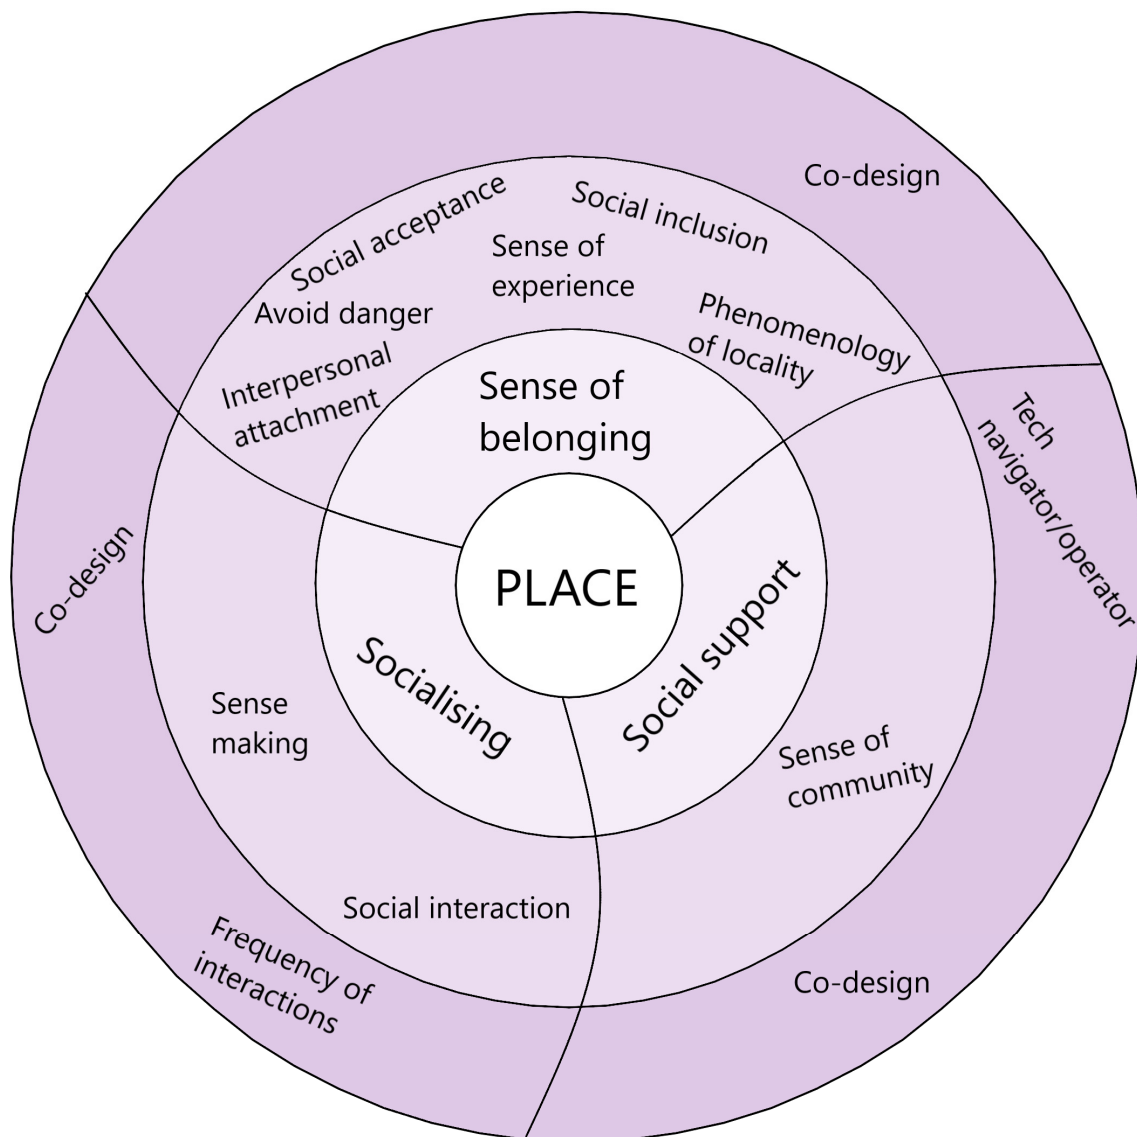 Co-design
Social acceptance
Social inclusion
Sense of
experience
Avoid danger
Phenomenology
of locality
Interpersonal
attachment
Sense of
belonging
Tech
navigator/operator
Co-design
PLACE
Social support
Socialising
Sense
making
Sense of
community
Social interaction
Frequency of
interactions
Co-design